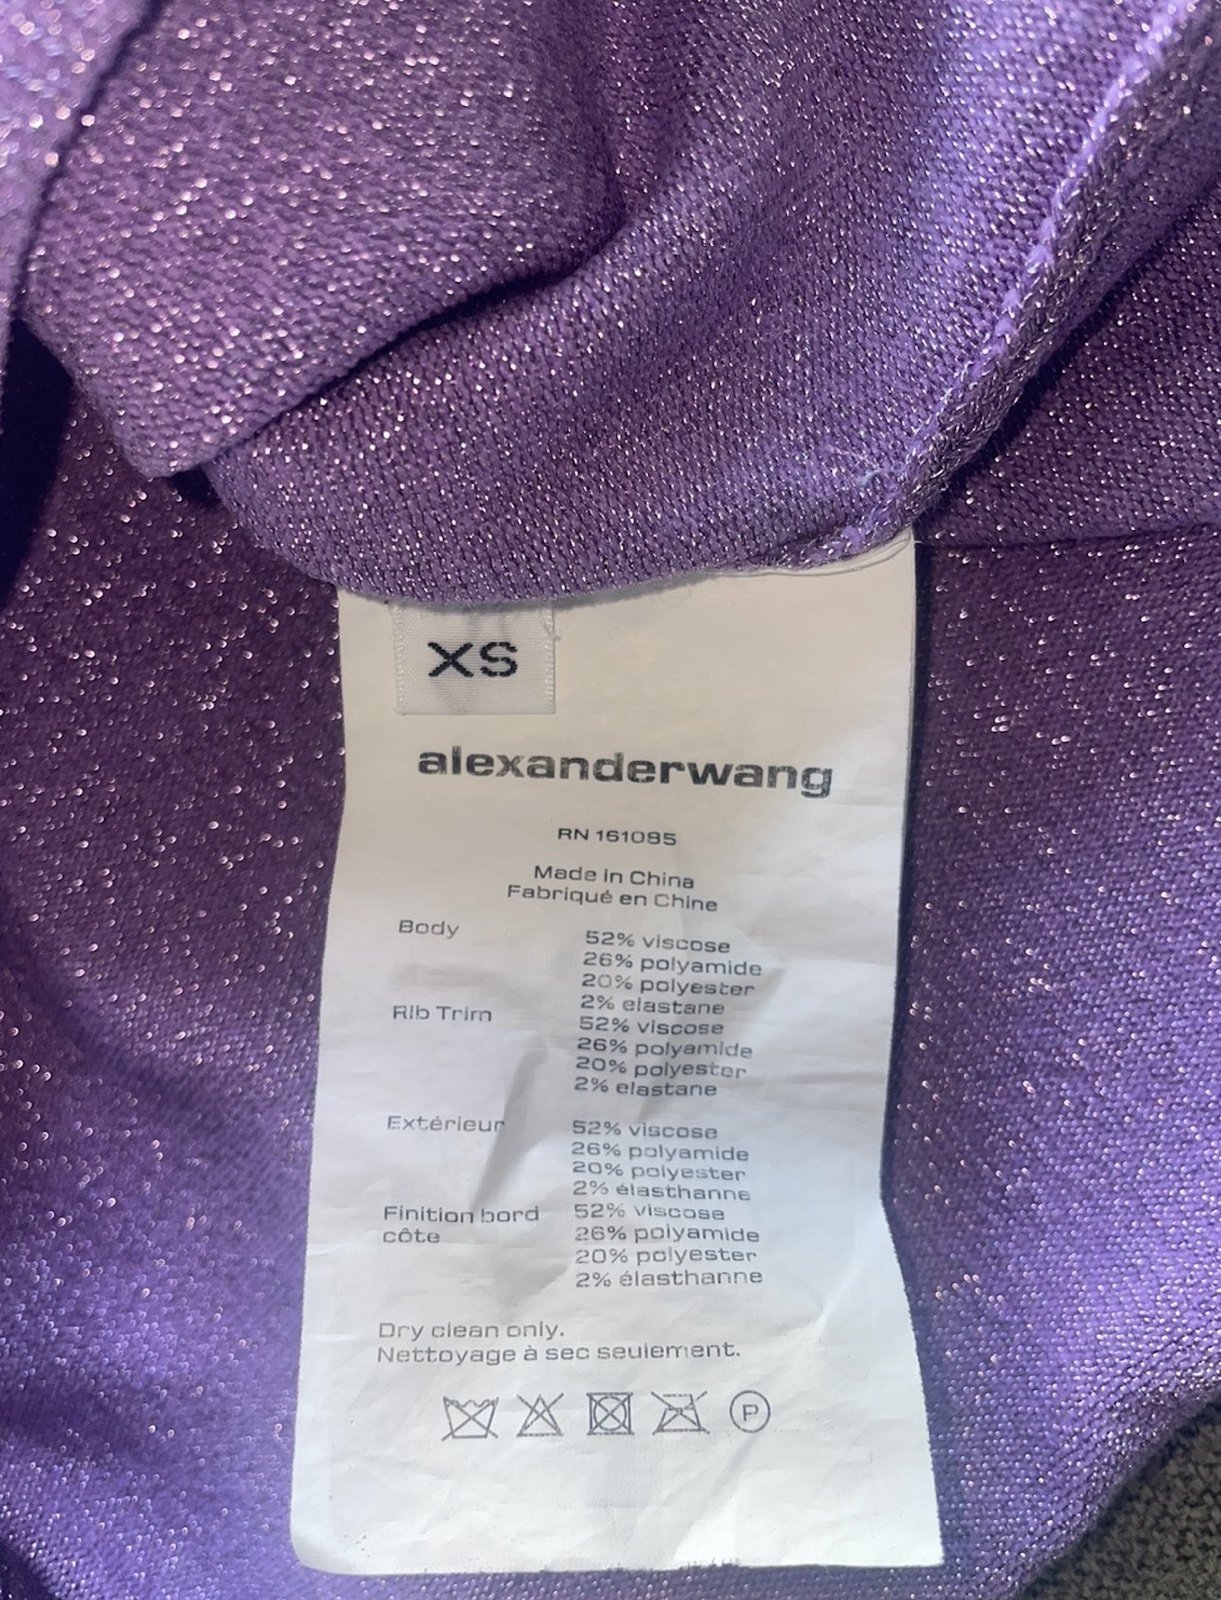 XS
alexanderwang
RN 161085
Made in China
Fabriqué en Chine
Body
52% viscose
26% polyamide
20% polyester
2% elastane
Rib Trim
52% viscose
26% polyamide
20% polyester
2% elastane
Extérieur
52% viscose
26% polyamide
20% polyester
2% élasthanne
Finition bord
côte
52% viscose
26% polyamide
20% polyester
2% élasthanne
Dry clean only.
Nettoyage à sec seulement.
P